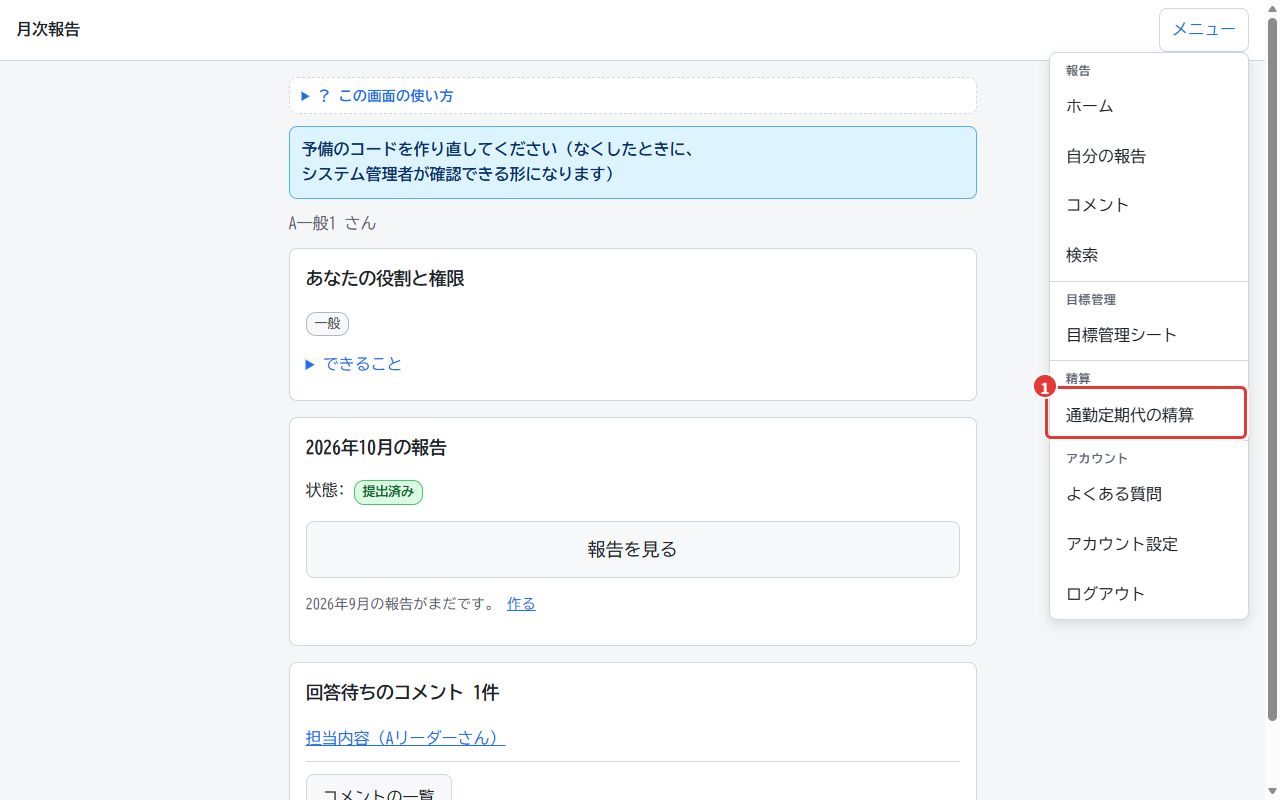 月次報告
メニュー
報告
ホーム
自分の報告
コメント
検索
目標管理
目標管理シート
精算
1
通勤定期代の精算
アカウント
よくある質問
アカウント設定
ログアウト
▶ ? この画面の使い方
予備のコードを作り直してください（なくしたときに、
システム管理者が確認できる形になります）
A一般1 さん
あなたの役割と権限
一般
▶ できること
2026年10月の報告
状態： 提出済み
報告を見る
2026年9月の報告がまだです。 作る
回答待ちのコメント 1件
担当内容（Aリーダーさん）
コメントの一覧